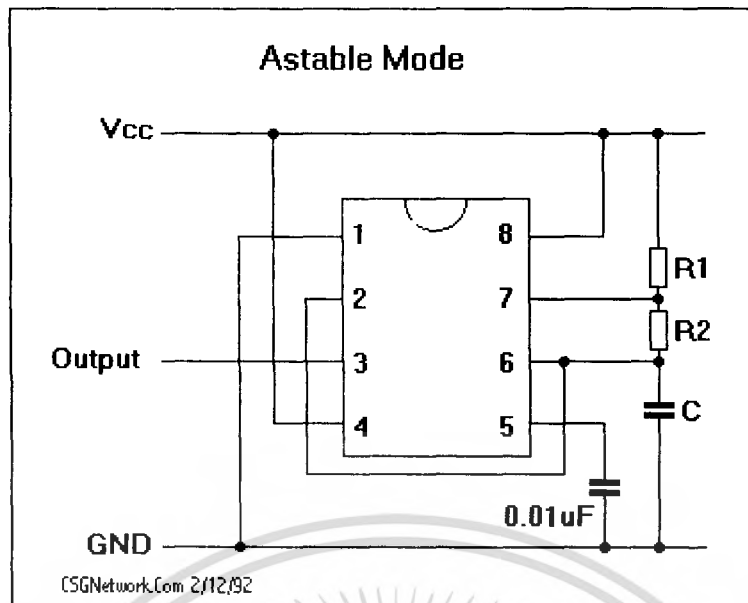 Astable Mode
Vcc
1 8
R1
2 7
R2
Output 3 6
C
4 5
0.01uF
GND
CSGNetwork.Com 2/12/92